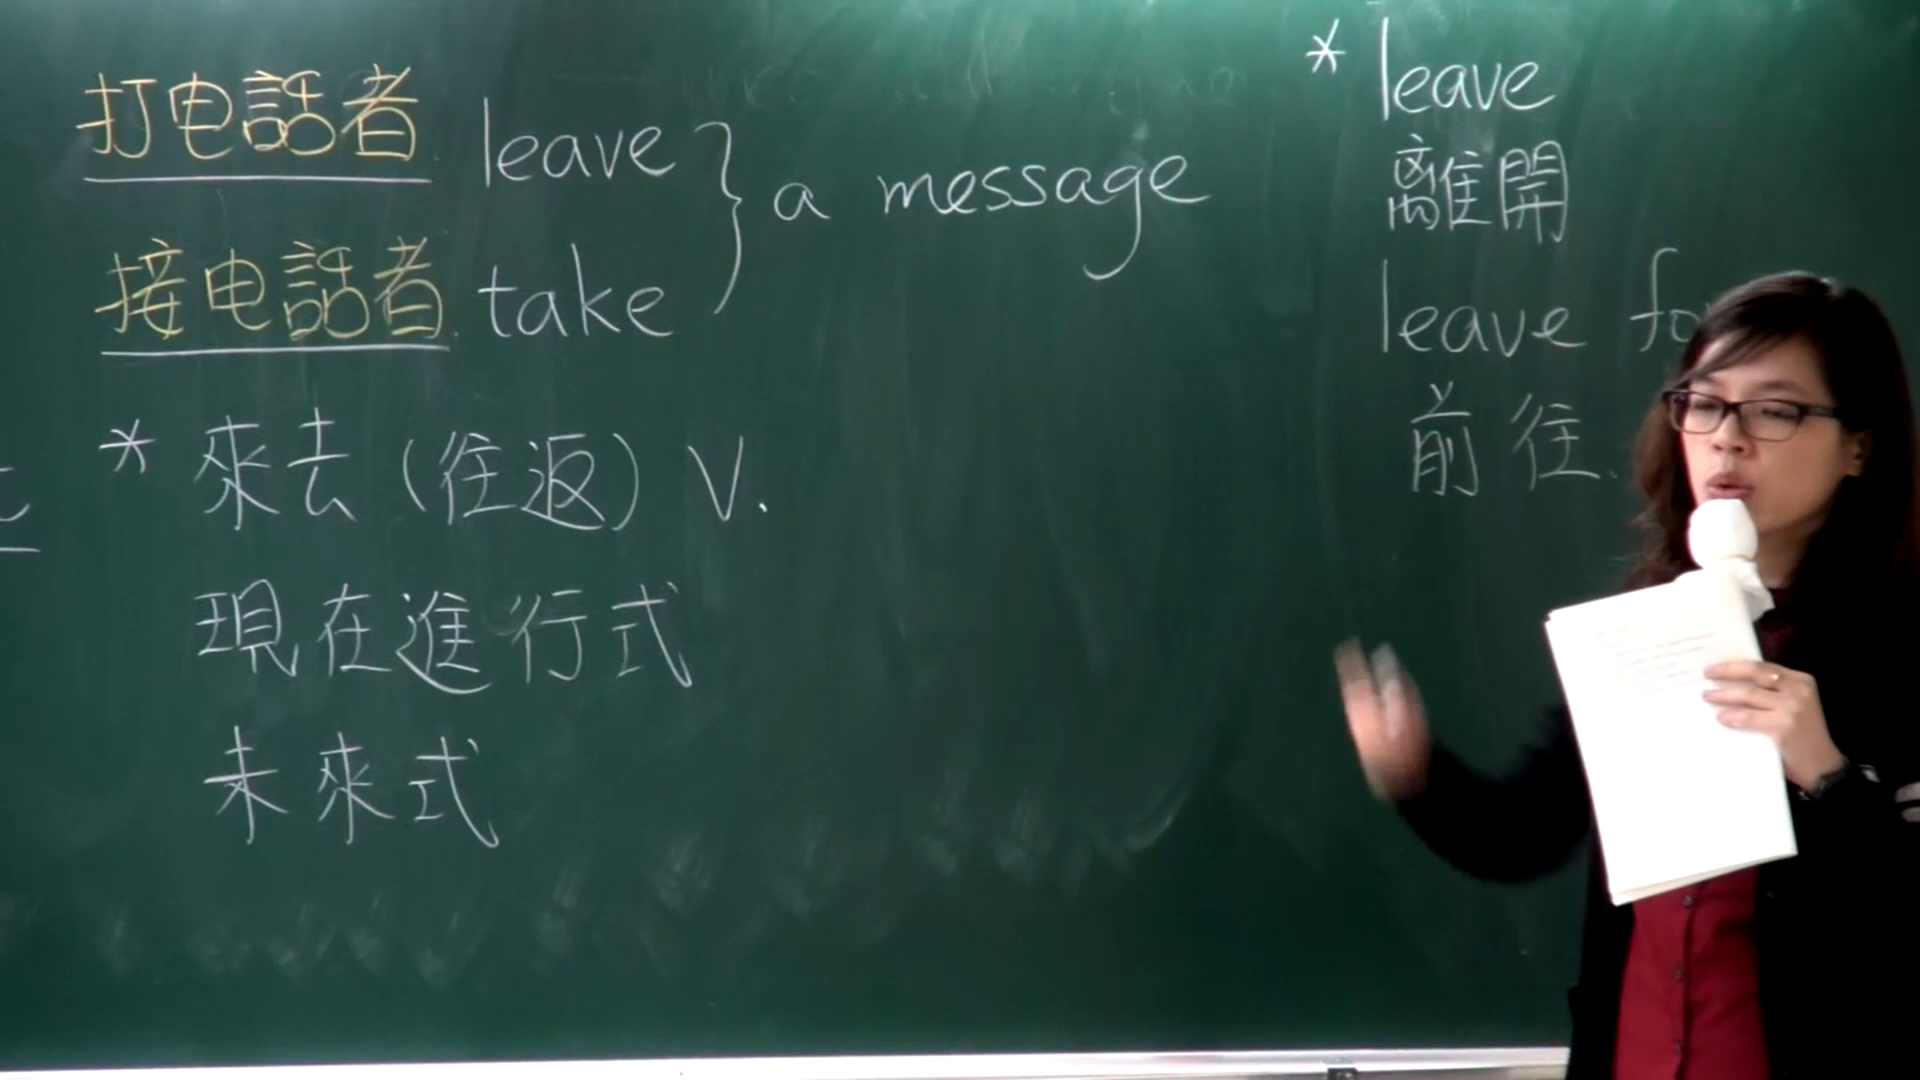 打电話者 leave } a message
接电話者 take
* 來去(往返) V.
現在進行式
未來式
* leave
離開
leave
前往